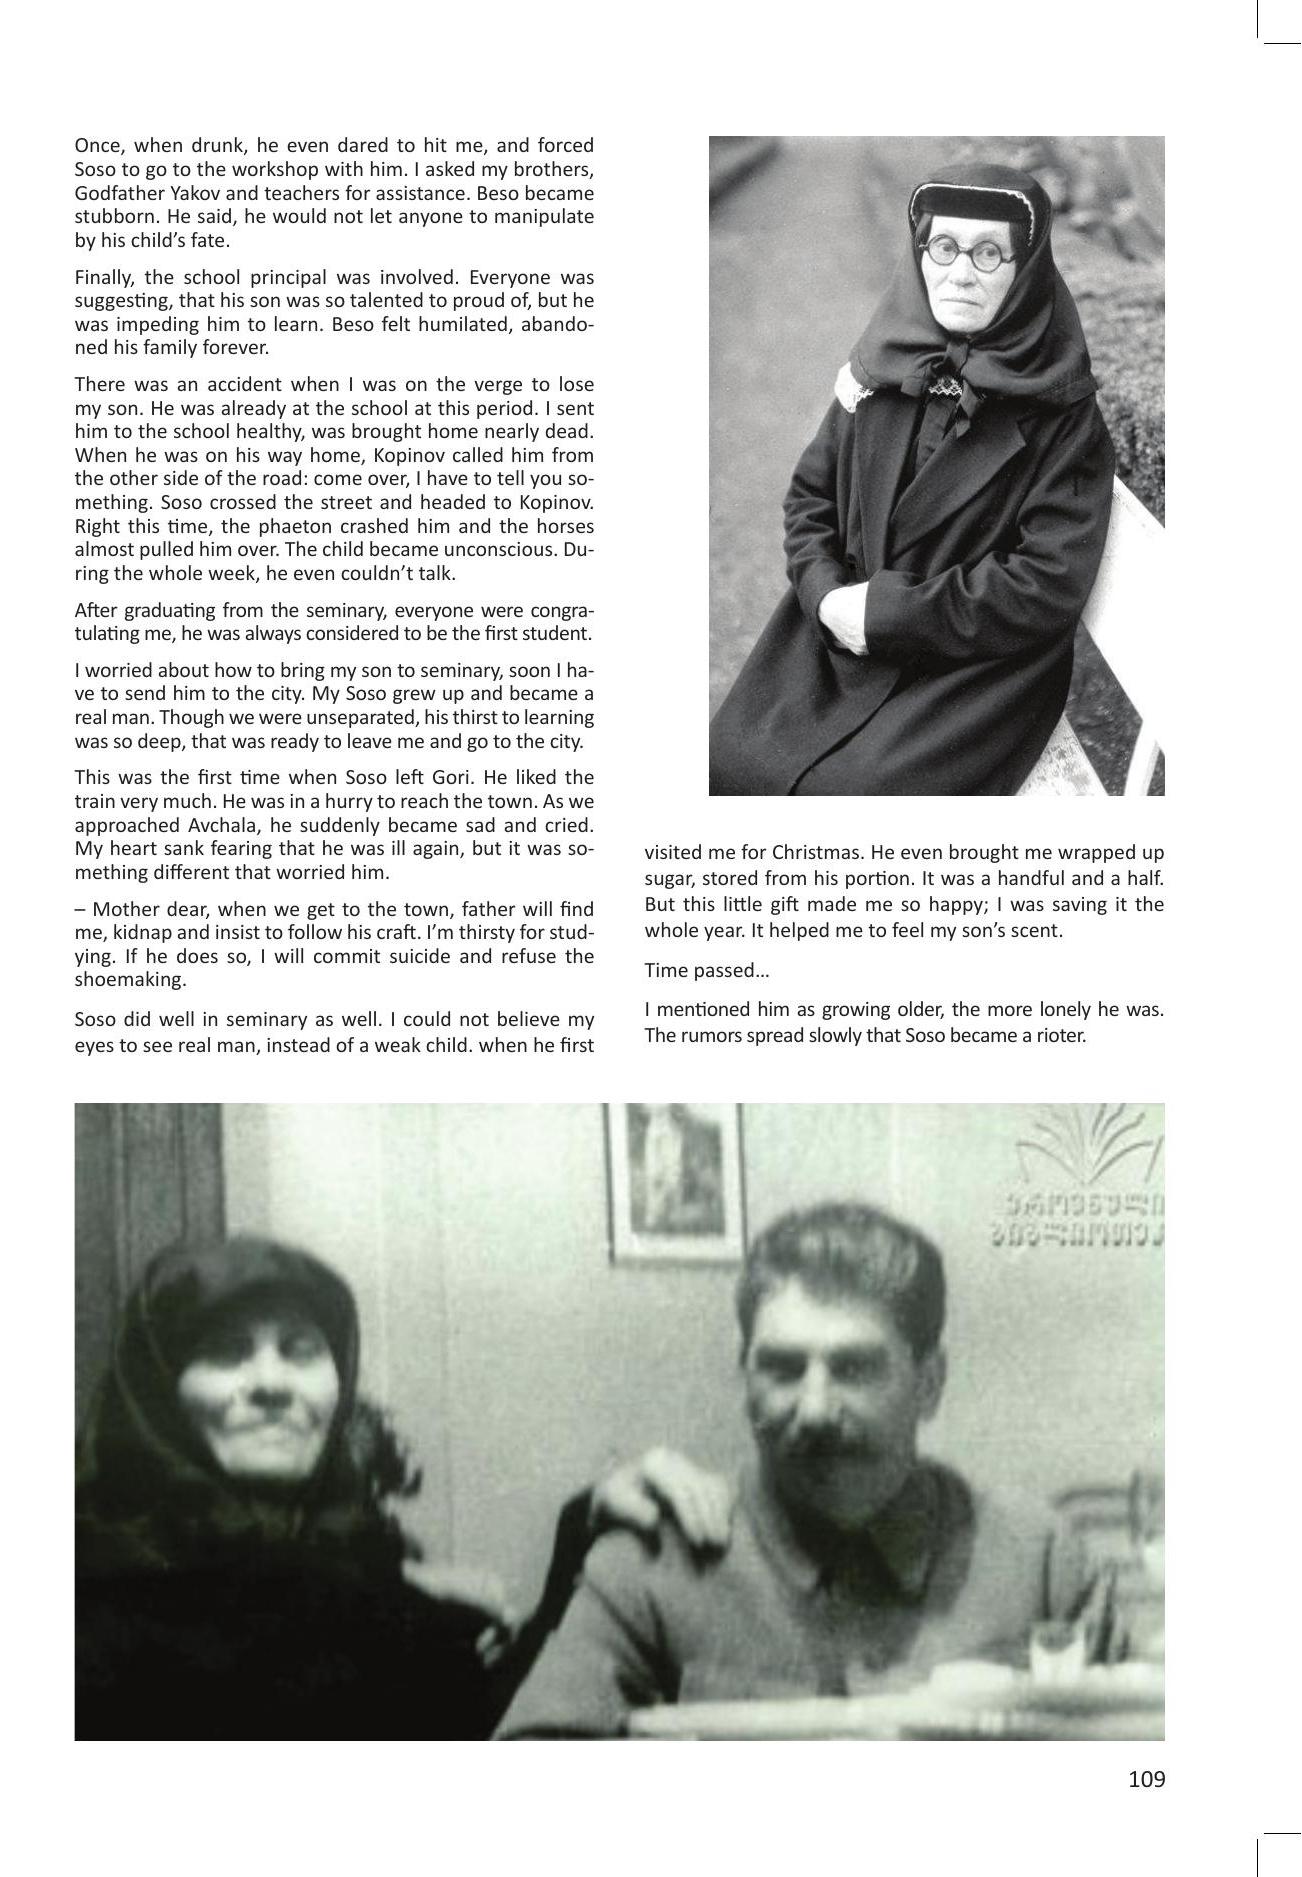 Once, when drunk, he even dared to hit me, and forced
Soso to go to the workshop with him. I asked my brothers,
Godfather Yakov and teachers for assistance. Beso became
stubborn. He said, he would not let anyone to manipulate
by his child’s fate.
Finally, the school principal was involved. Everyone was
suggesting, that his son was so talented to proud of, but he
was impeding him to learn. Beso felt humilated, abando-
ned his family forever.
There was an accident when I was on the verge to lose
my son. He was already at the school at this period. I sent
him to the school healthy, was brought home nearly dead.
When he was on his way home, Kopinov called him from
the other side of the road: come over, I have to tell you so-
mething. Soso crossed the street and headed to Kopinov.
Right this time, the phaeton crashed him and the horses
almost pulled him over. The child became unconscious. Du-
ring the whole week, he even couldn’t talk.
After graduating from the seminary, everyone were congra-
tulating me, he was always considered to be the first student.
I worried about how to bring my son to seminary, soon I ha-
ve to send him to the city. My Soso grew up and became a
real man. Though we were unseparated, his thirst to learning
was so deep, that was ready to leave me and go to the city.
This was the first time when Soso left Gori. He liked the
train very much. He was in a hurry to reach the town. As we
approached Avchala, he suddenly became sad and cried.
My heart sank fearing that he was ill again, but it was so-
mething different that worried him.
– Mother dear, when we get to the town, father will find
me, kidnap and insist to follow his craft. I’m thirsty for stud-
ying. If he does so, I will commit suicide and refuse the
shoemaking.
Soso did well in seminary as well. I could not believe my
eyes to see real man, instead of a weak child. when he first
visited me for Christmas. He even brought me wrapped up
sugar, stored from his portion. It was a handful and a half.
But this little gift made me so happy; I was saving it the
whole year. It helped me to feel my son’s scent.
Time passed...
I mentioned him as growing older, the more lonely he was.
The rumors spread slowly that Soso became a rioter.
ეროვნული
ბიბლიოთეკ
109